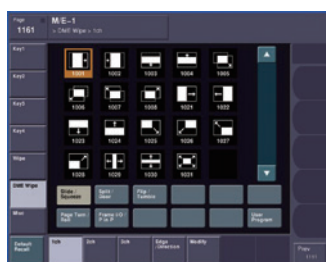 Page 1161
M/E-1
> DME Wipe > 1ch
Key1
1001 1002 1003 1004 1005
Key2
1006 1007 1008 1021 1022
Key3
Key4
1023 1024 1025 1026 1027
Wipe
1028 1029 1030 1031
DME Wipe
Slide / Squeeze
Split / Door
Flip / Tumble
Misc
Page Turn / Roll
Frame I/O P in P
User Program
Default Recall
1ch 2ch 3ch Edge /Direction Modify
Prev